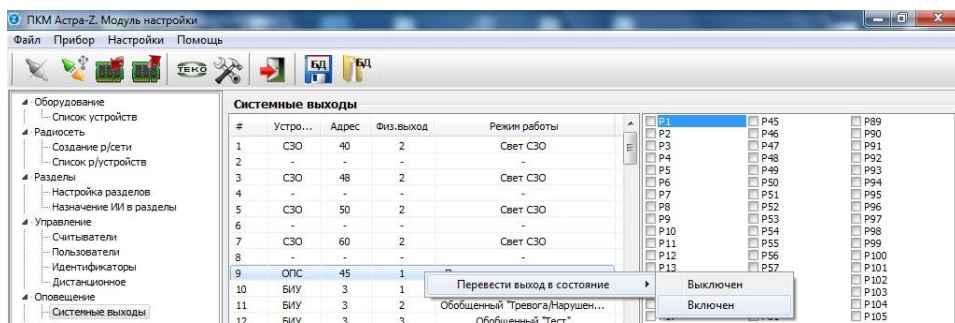 ПКМ Астра-Z. Модуль настройки
Файл Прибор Настройки Помощь
ТЕКО БД БД
Оборудование
Список устройств
Радиосеть
Создание р/сети
Список р/устройств
Разделы
Настройка разделов
Назначение ИИ в разделы
Управление
Считыватели
Пользователи
Идентификаторы
Дистанционное
Оповещение
Системные выходы
Системные выходы
# Устро... Адрес Физ.выход Режим работы
1 СЗО 40 2 Свет СЗО
2 - - - -
3 СЗО 48 2 Свет СЗО
4 - - - -
5 СЗО 50 2 Свет СЗО
6 - - - -
7 СЗО 60 2 Свет СЗО
8 - - - -
9 ОПС 45 1
10 БИУ 3 1
11 БИУ 3 2 Обобщенный "Тревога/Нарушен...
12 БИУ 3 3 Обобщенный "Тест"
Перевести выход в состояние
Выключен
Включен
P1 P45 P89
P2 P46 P90
P3 P47 P91
P4 P48 P92
P5 P49 P93
P6 P50 P94
P7 P51 P95
P8 P52 P96
P9 P53 P97
P10 P54 P98
P11 P55 P99
P12 P56 P100
P13 P57 P101
P102
P103
P104
P105